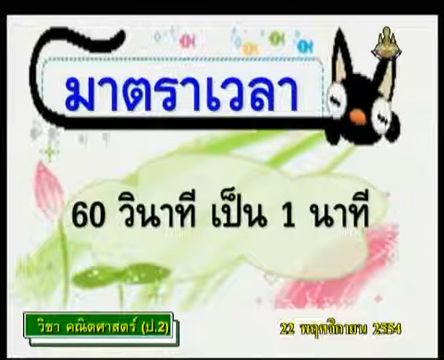 มาตราเวลา
60 วินาที เป็น 1 นาที
วิชา คณิตศาสตร์ (ป.2)
22 พฤศจิกายน 2554